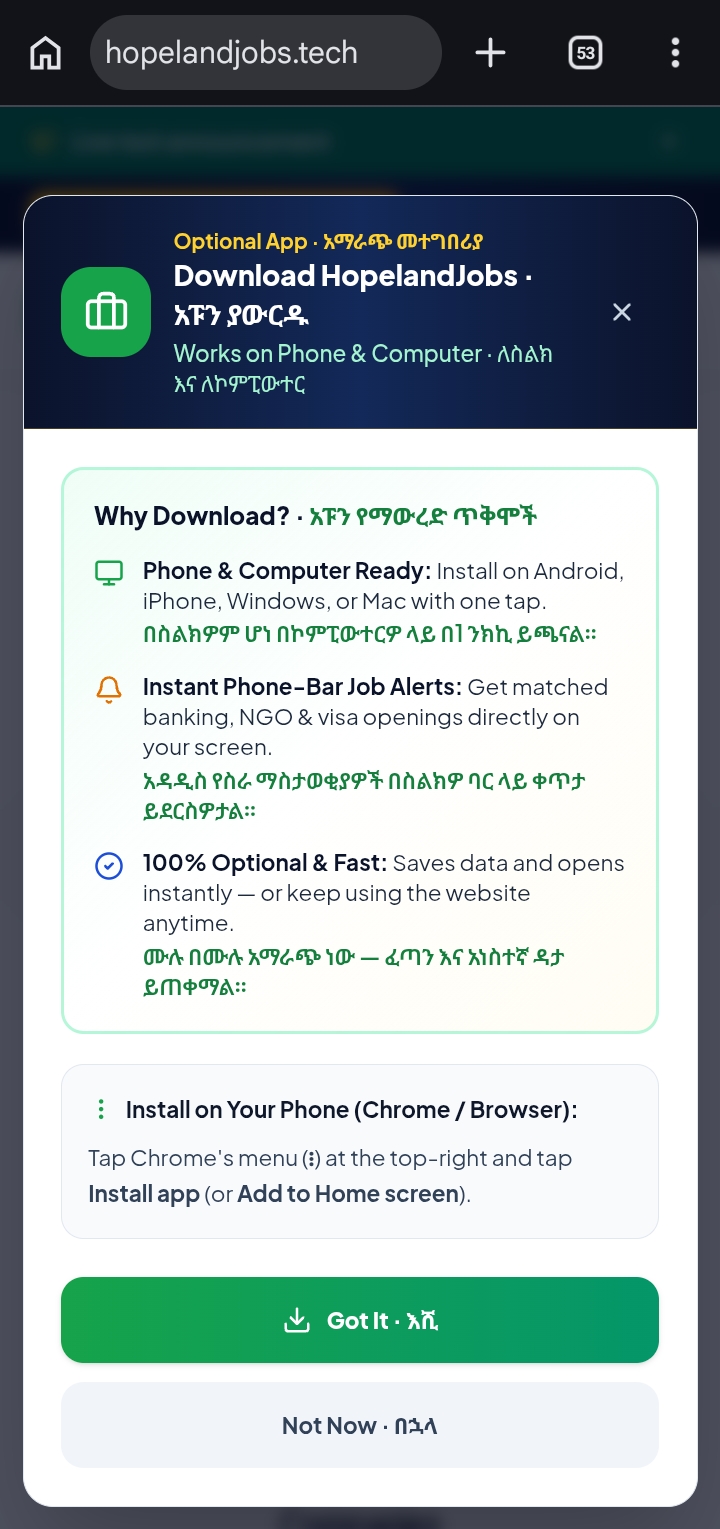 hopelandjobs.tech
53
Optional App · አማራጭ መተግበሪያ
Download HopelandJobs ·
አፑን ያውርዱ
Works on Phone & Computer · ለስልክ
እና ለኮምፒውተር
Why Download? · አፑን የማውረድ ጥቅሞች
Phone & Computer Ready: Install on Android,
iPhone, Windows, or Mac with one tap.
በስልክዎም ሆነ በኮምፒውተርዎ ላይ በ1 ንክኪ ይጫናል።
Instant Phone-Bar Job Alerts: Get matched
banking, NGO & visa openings directly on
your screen.
አዳዲስ የስራ ማስታወቂያዎች በስልክዎ ባር ላይ ቀጥታ
ይደርስዎታል።
100% Optional & Fast: Saves data and opens
instantly — or keep using the website
anytime.
ሙሉ በሙሉ አማራጭ ነው — ፈጣን እና አነስተኛ ዳታ
ይጠቀማል።
Install on Your Phone (Chrome / Browser):
Tap Chrome's menu (⋮) at the top-right and tap
Install app (or Add to Home screen).
Got It · እሺ
Not Now · በኋላ